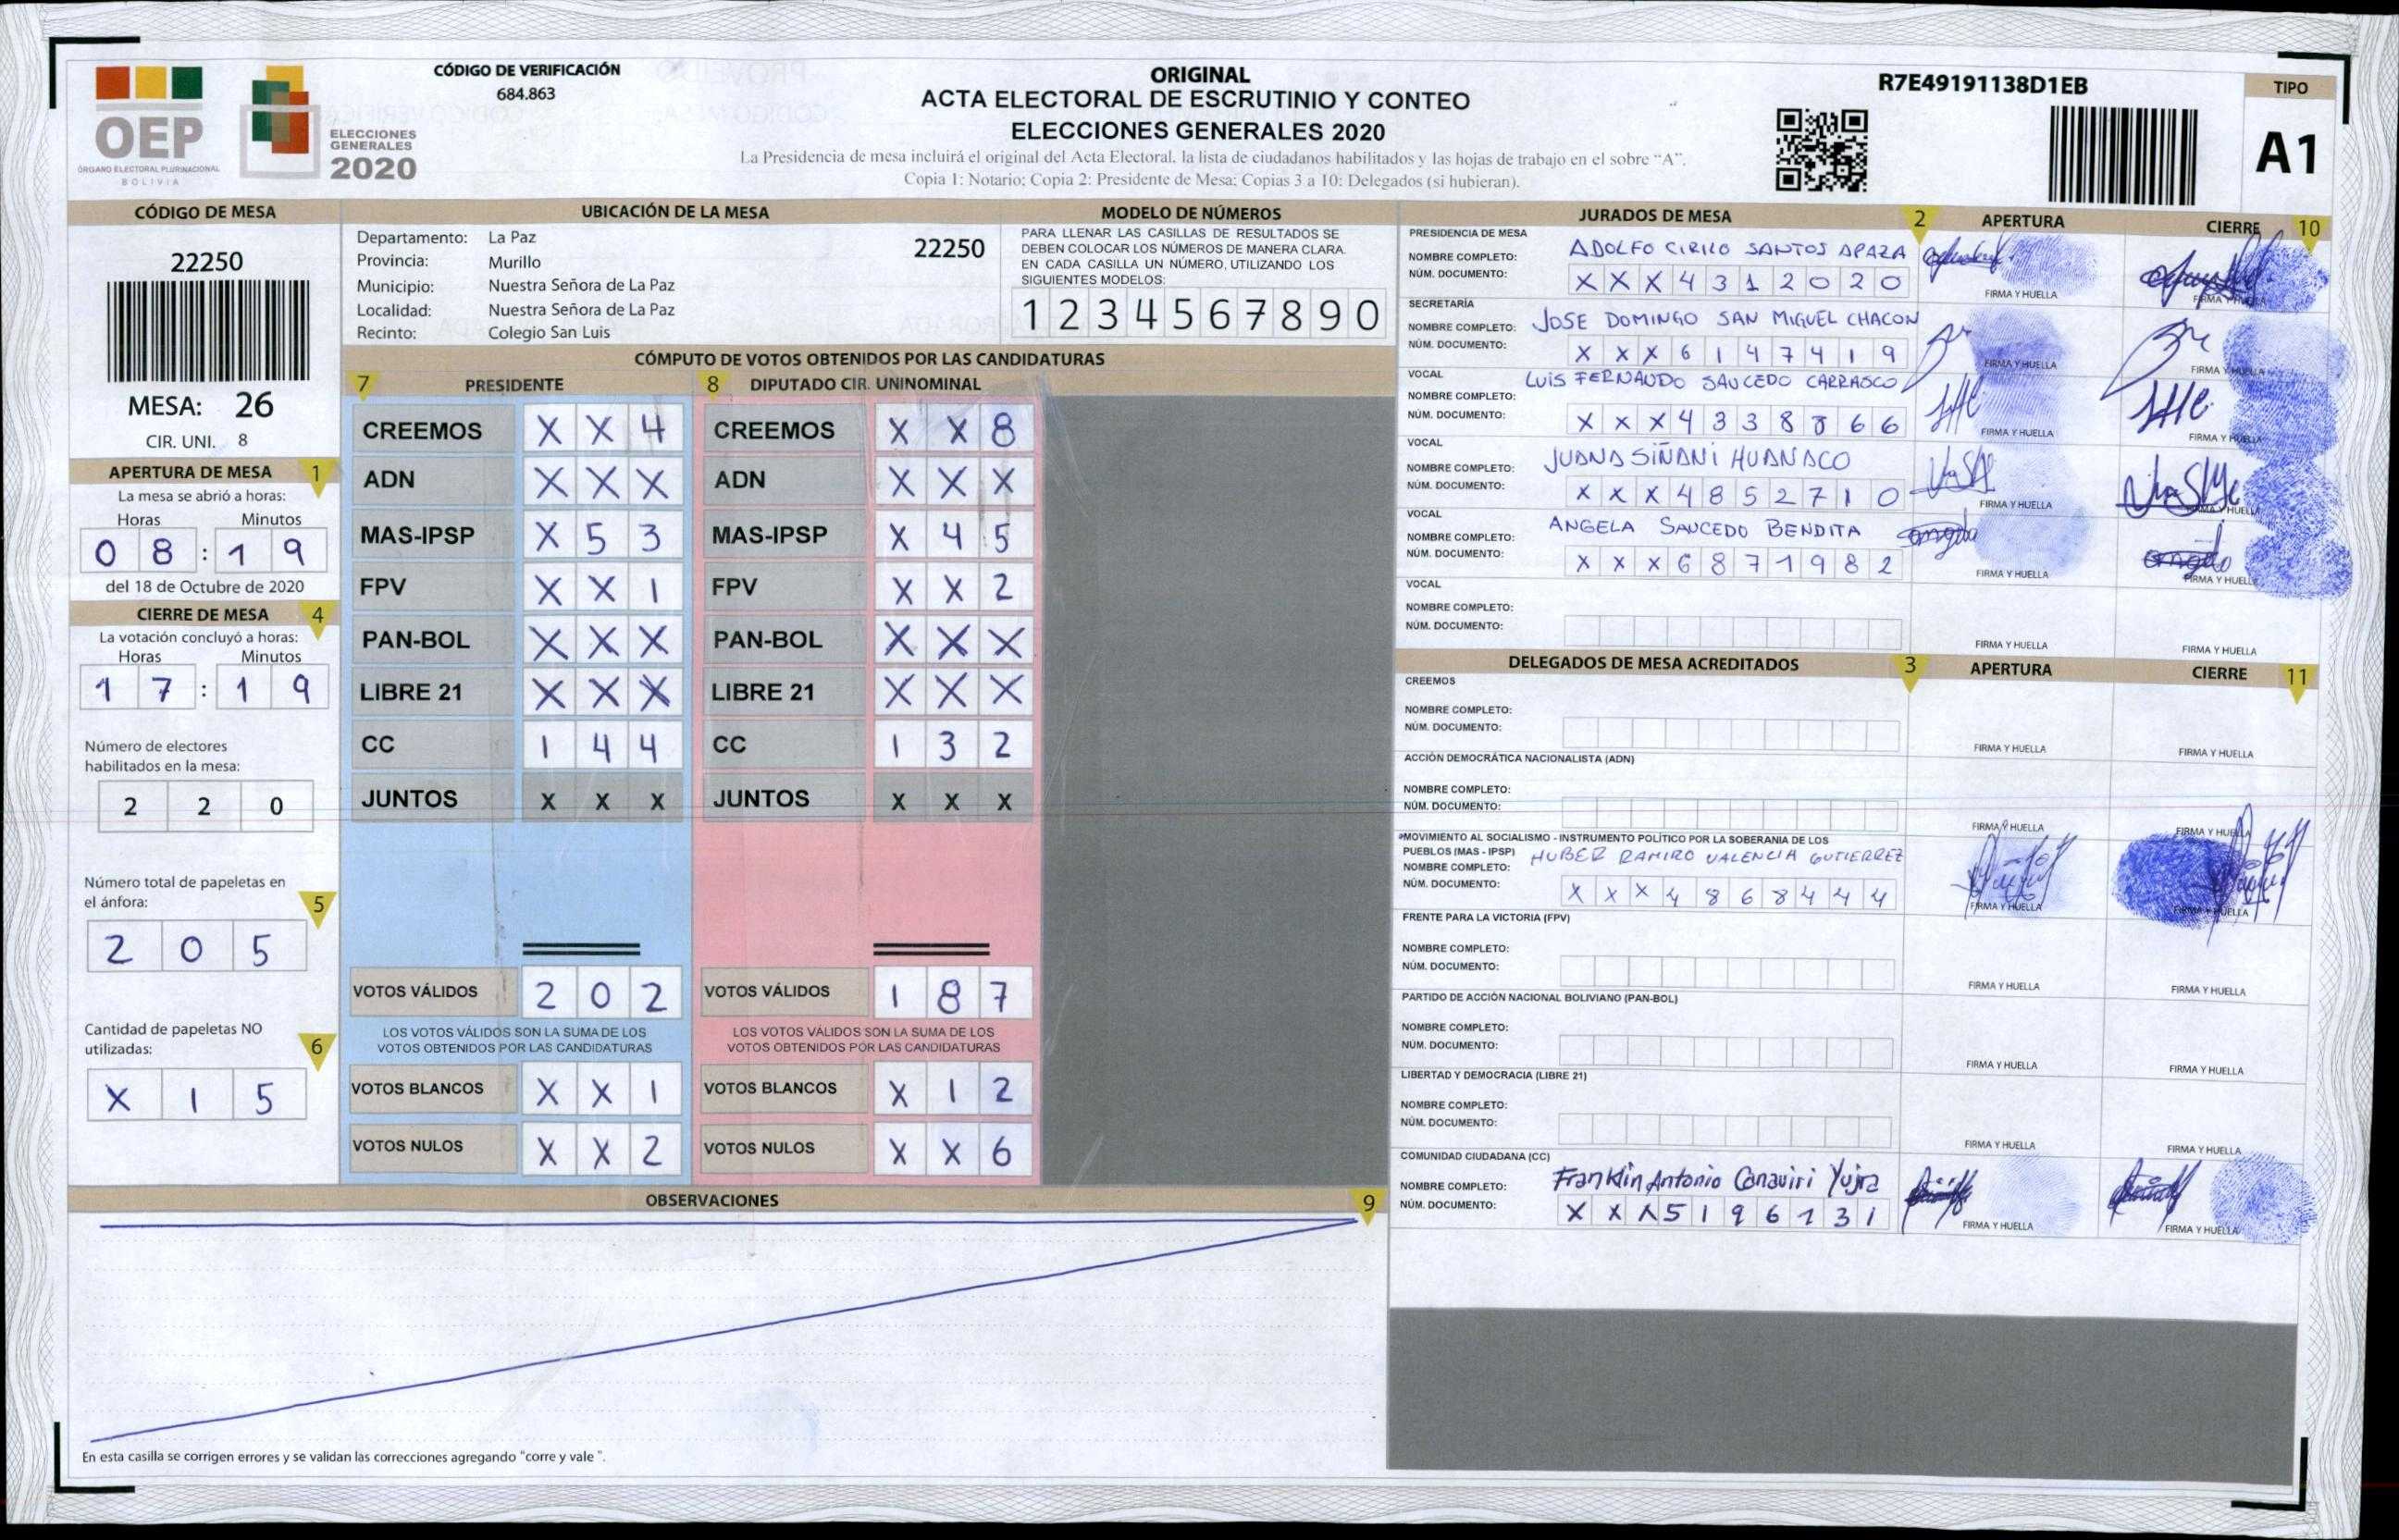 CÓDIGO DE VERIFICACIÓN
684.863
OEP
ÓRGANO ELECTORAL PLURINACIONAL
BOLIVIA
ELECCIONES
GENERALES
2020
ORIGINAL
ACTA ELECTORAL DE ESCRUTINIO Y CONTEO
ELECCIONES GENERALES 2020
La Presidencia de mesa incluirá el original del Acta Electoral, la lista de ciudadanos habilitados y las hojas de trabajo en el sobre “A”.
Copia 1: Notario; Copia 2: Presidente de Mesa; Copias 3 a 10: Delegados (si hubieran).
R7E49191138D1EB
TIPO
A1
CÓDIGO DE MESA
22250
MESA: 26
CIR. UNI. 8
APERTURA DE MESA 1
La mesa se abrió a horas:
Horas Minutos
0 8 : 1 9
del 18 de Octubre de 2020
CIERRE DE MESA 4
La votación concluyó a horas:
Horas Minutos
1 7 : 1 9
Número de electores
habilitados en la mesa:
2 2 0
Número total de papeletas en
el ánfora: 5
2 0 5
Cantidad de papeletas NO
utilizadas: 6
X 1 5
UBICACIÓN DE LA MESA
Departamento: La Paz 22250
Provincia: Murillo
Municipio: Nuestra Señora de La Paz
Localidad: Nuestra Señora de La Paz
Recinto: Colegio San Luis
MODELO DE NÚMEROS
PARA LLENAR LAS CASILLAS DE RESULTADOS SE
DEBEN COLOCAR LOS NÚMEROS DE MANERA CLARA.
EN CADA CASILLA UN NÚMERO, UTILIZANDO LOS
SIGUIENTES MODELOS:
1 2 3 4 5 6 7 8 9 0
CÓMPUTO DE VOTOS OBTENIDOS POR LAS CANDIDATURAS
7 PRESIDENTE 8 DIPUTADO CIR. UNINOMINAL
CREEMOS X X 4 CREEMOS X X 8
ADN X X X ADN X X X
MAS-IPSP X 5 3 MAS-IPSP X 4 5
FPV X X 1 FPV X X 2
PAN-BOL X X X PAN-BOL X X X
LIBRE 21 X X X LIBRE 21 X X X
CC 1 4 4 CC 1 3 2
JUNTOS X X X JUNTOS X X X
VOTOS VÁLIDOS 2 0 2 VOTOS VÁLIDOS 1 8 7
LOS VOTOS VÁLIDOS SON LA SUMA DE LOS LOS VOTOS VÁLIDOS SON LA SUMA DE LOS
VOTOS OBTENIDOS POR LAS CANDIDATURAS VOTOS OBTENIDOS POR LAS CANDIDATURAS
VOTOS BLANCOS X X 1 VOTOS BLANCOS X 1 2
VOTOS NULOS X X 2 VOTOS NULOS X X 6
OBSERVACIONES 9
En esta casilla se corrigen errores y se validan las correcciones agregando "corre y vale ".
JURADOS DE MESA 2 APERTURA CIERRE 10
PRESIDENCIA DE MESA
NOMBRE COMPLETO: ADOLFO CIRILO SANTOS APAZA
NÚM. DOCUMENTO: X X X 4 3 1 2 0 2 0
FIRMA Y HUELLA FIRMA Y HUELLA
SECRETARÍA
NOMBRE COMPLETO: JOSE DOMINGO SAN MIGUEL CHACON
NÚM. DOCUMENTO: X X X 6 1 4 7 4 1 9
FIRMA Y HUELLA FIRMA Y HUELLA
VOCAL
NOMBRE COMPLETO: LUIS FERNANDO SAUCEDO CARRASCO
NÚM. DOCUMENTO: X X X 4 3 3 8 8 6 6
FIRMA Y HUELLA FIRMA Y HUELLA
VOCAL
NOMBRE COMPLETO: JUANA SIÑANI HUANACO
NÚM. DOCUMENTO: X X X 4 8 5 2 7 1 0
FIRMA Y HUELLA FIRMA Y HUELLA
VOCAL
NOMBRE COMPLETO: ANGELA SAUCEDO BENDITA
NÚM. DOCUMENTO: X X X 6 8 7 1 9 8 2
FIRMA Y HUELLA FIRMA Y HUELLA
VOCAL
NOMBRE COMPLETO:
NÚM. DOCUMENTO:
FIRMA Y HUELLA FIRMA Y HUELLA
DELEGADOS DE MESA ACREDITADOS 3 APERTURA CIERRE 11
CREEMOS
NOMBRE COMPLETO:
NÚM. DOCUMENTO:
FIRMA Y HUELLA FIRMA Y HUELLA
ACCIÓN DEMOCRÁTICA NACIONALISTA (ADN)
NOMBRE COMPLETO:
NÚM. DOCUMENTO:
FIRMA Y HUELLA FIRMA Y HUELLA
MOVIMIENTO AL SOCIALISMO - INSTRUMENTO POLÍTICO POR LA SOBERANIA DE LOS
PUEBLOS (MAS - IPSP)
NOMBRE COMPLETO: HUBER RAMIRO VALENCIA GUTIERREZ
NÚM. DOCUMENTO: X X X 4 8 6 8 4 4 4
FIRMA Y HUELLA FIRMA Y HUELLA
FRENTE PARA LA VICTORIA (FPV)
NOMBRE COMPLETO:
NÚM. DOCUMENTO:
FIRMA Y HUELLA FIRMA Y HUELLA
PARTIDO DE ACCIÓN NACIONAL BOLIVIANO (PAN-BOL)
NOMBRE COMPLETO:
NÚM. DOCUMENTO:
FIRMA Y HUELLA FIRMA Y HUELLA
LIBERTAD Y DEMOCRACIA (LIBRE 21)
NOMBRE COMPLETO:
NÚM. DOCUMENTO:
FIRMA Y HUELLA FIRMA Y HUELLA
COMUNIDAD CIUDADANA (CC)
NOMBRE COMPLETO: Franklin Antonio Canaviri Yujra
NÚM. DOCUMENTO: X X X 5 1 9 6 1 3 1
FIRMA Y HUELLA FIRMA Y HUELLA